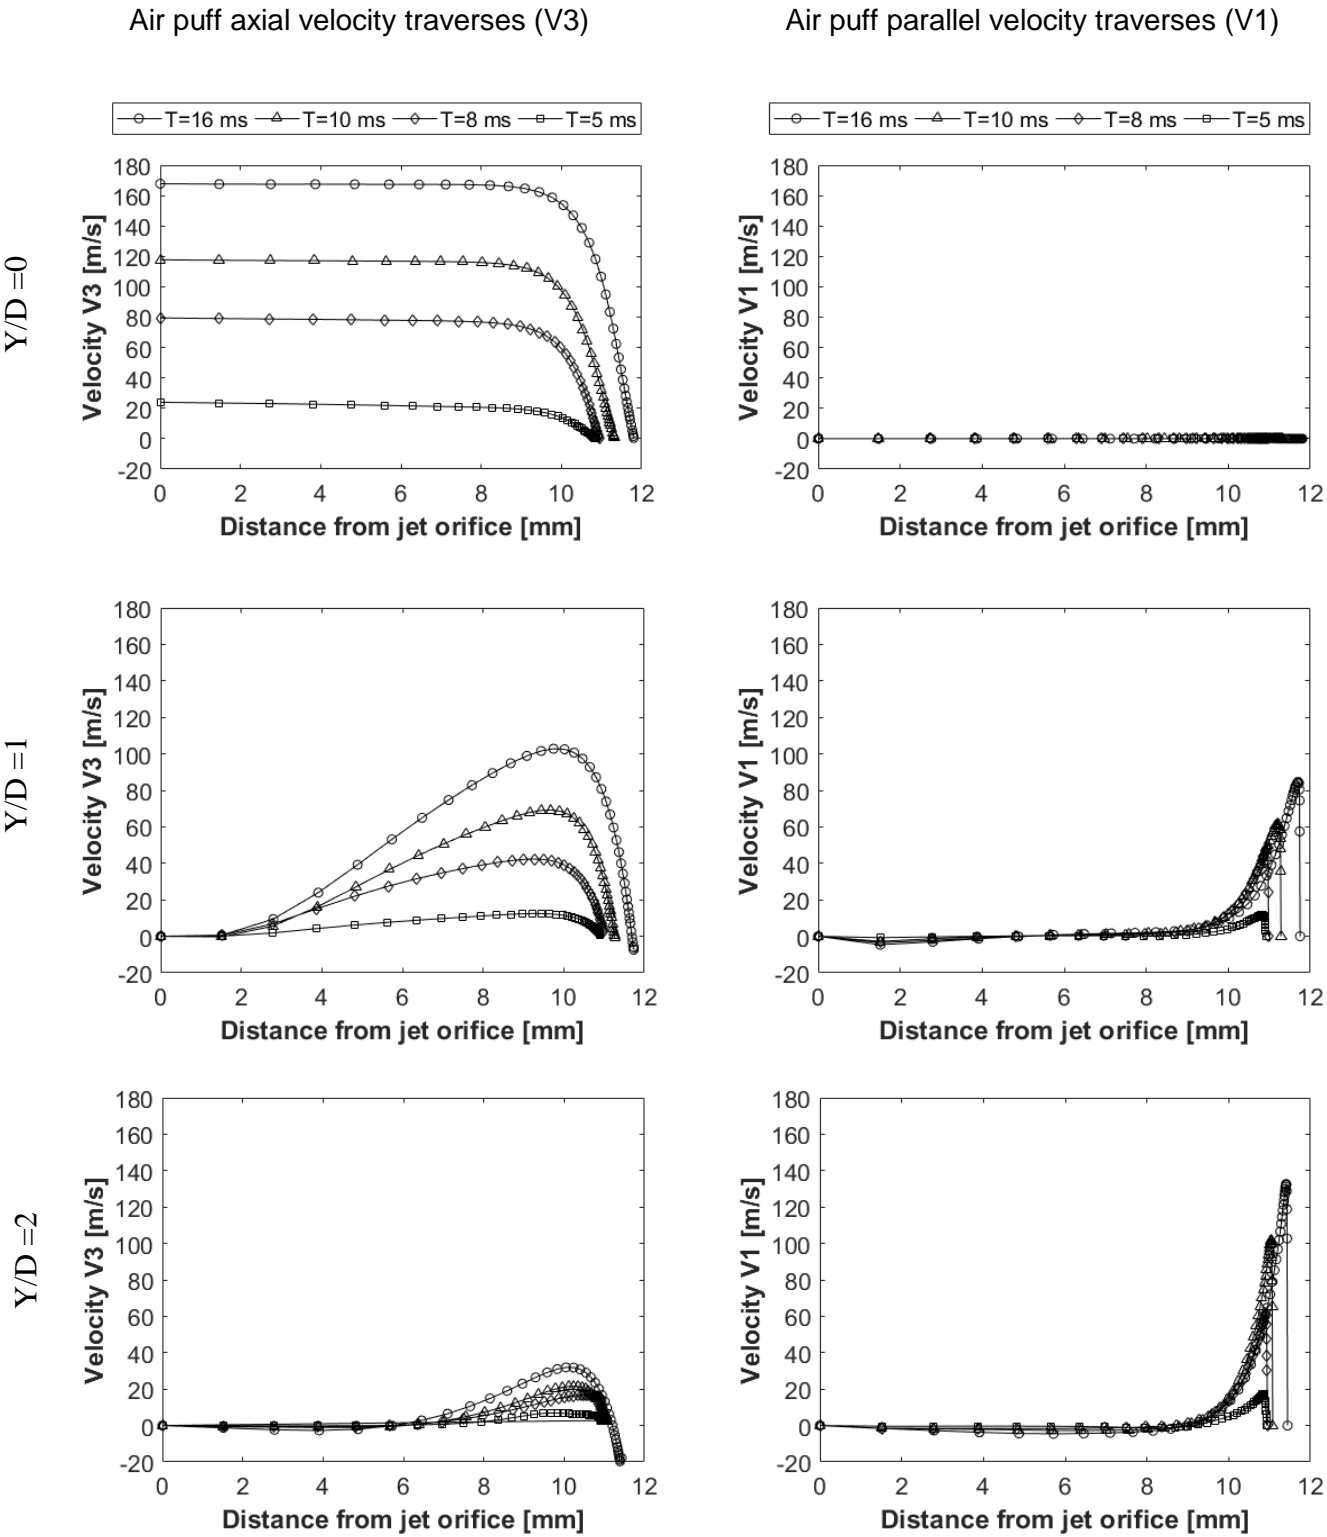 Air puff axial velocity traverses (V3)
Air puff parallel velocity traverses (V1)
T=16 ms T=10 ms T=8 ms T=5 ms
T=16 ms T=10 ms T=8 ms T=5 ms
Y/D =0
Velocity V3 [m/s]
180
160
140
120
100
80
60
40
20
0
-20
0 2 4 6 8 10 12
Distance from jet orifice [mm]
Velocity V1 [m/s]
180
160
140
120
100
80
60
40
20
0
-20
0 2 4 6 8 10 12
Distance from jet orifice [mm]
Y/D =1
Velocity V3 [m/s]
180
160
140
120
100
80
60
40
20
0
-20
0 2 4 6 8 10 12
Distance from jet orifice [mm]
Velocity V1 [m/s]
180
160
140
120
100
80
60
40
20
0
-20
0 2 4 6 8 10 12
Distance from jet orifice [mm]
Y/D =2
Velocity V3 [m/s]
180
160
140
120
100
80
60
40
20
0
-20
0 2 4 6 8 10 12
Distance from jet orifice [mm]
Velocity V1 [m/s]
180
160
140
120
100
80
60
40
20
0
-20
0 2 4 6 8 10 12
Distance from jet orifice [mm]